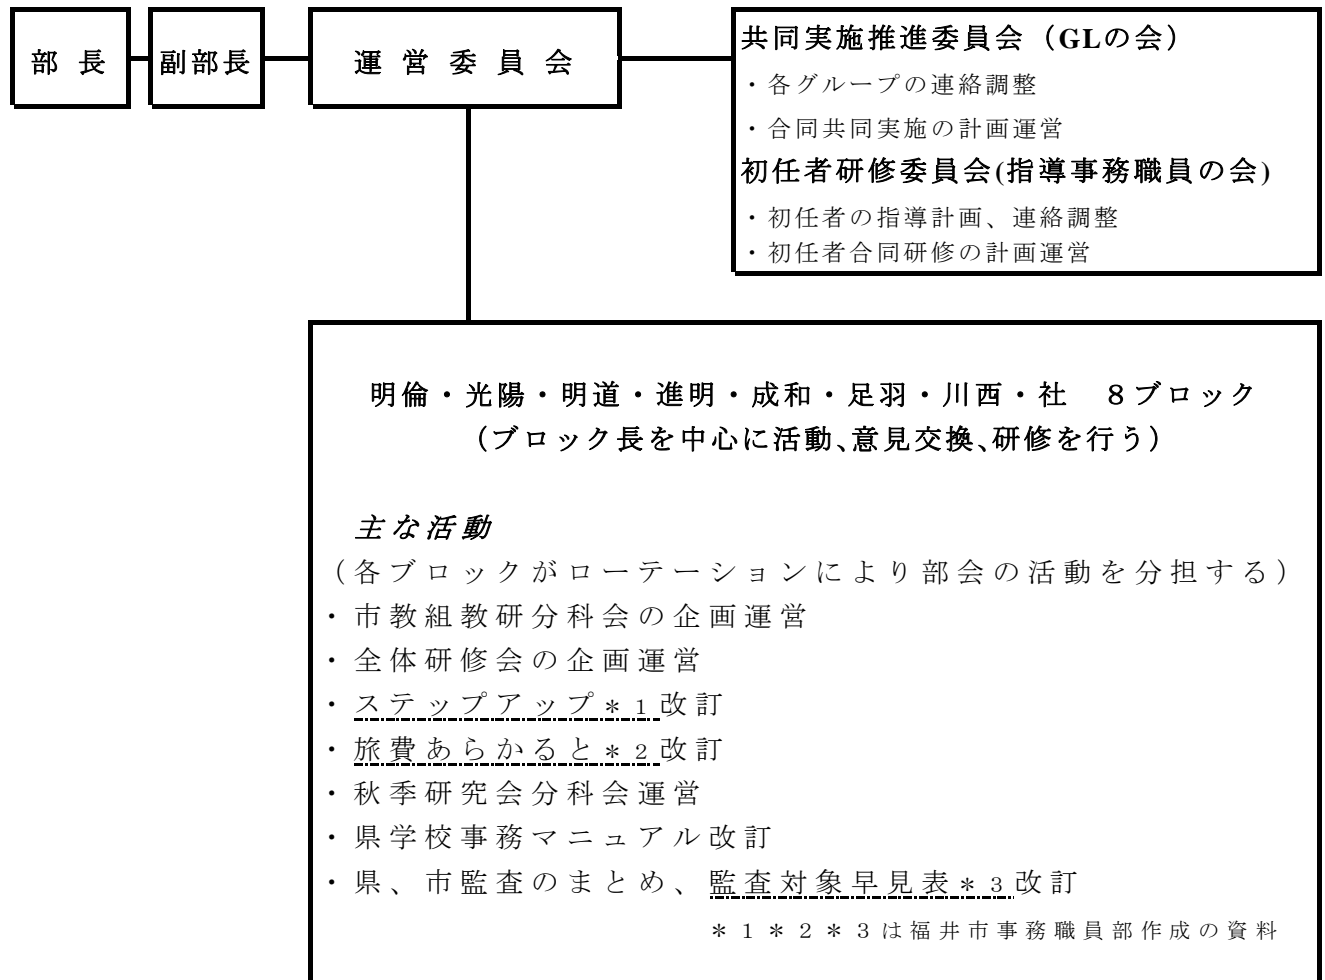 部長
副部長
運営委員会
共同実施推進委員会（GLの会）
・各グループの連絡調整
・合同共同実施の計画運営
初任者研修委員会(指導事務職員の会)
・初任者の指導計画、連絡調整
・初任者合同研修の計画運営
明倫・光陽・明道・進明・成和・足羽・川西・社　８ブロック
（ブロック長を中心に活動、意見交換、研修を行う）
主な活動
（各ブロックがローテーションにより部会の活動を分担する）
・市教組教研分科会の企画運営
・全体研修会の企画運営
・ステップアップ＊1改訂
・旅費あらかると＊2改訂
・秋季研究会分科会運営
・県学校事務マニュアル改訂
・県、市監査のまとめ、監査対象早見表＊3改訂
＊1＊2＊3は福井市事務職員部作成の資料